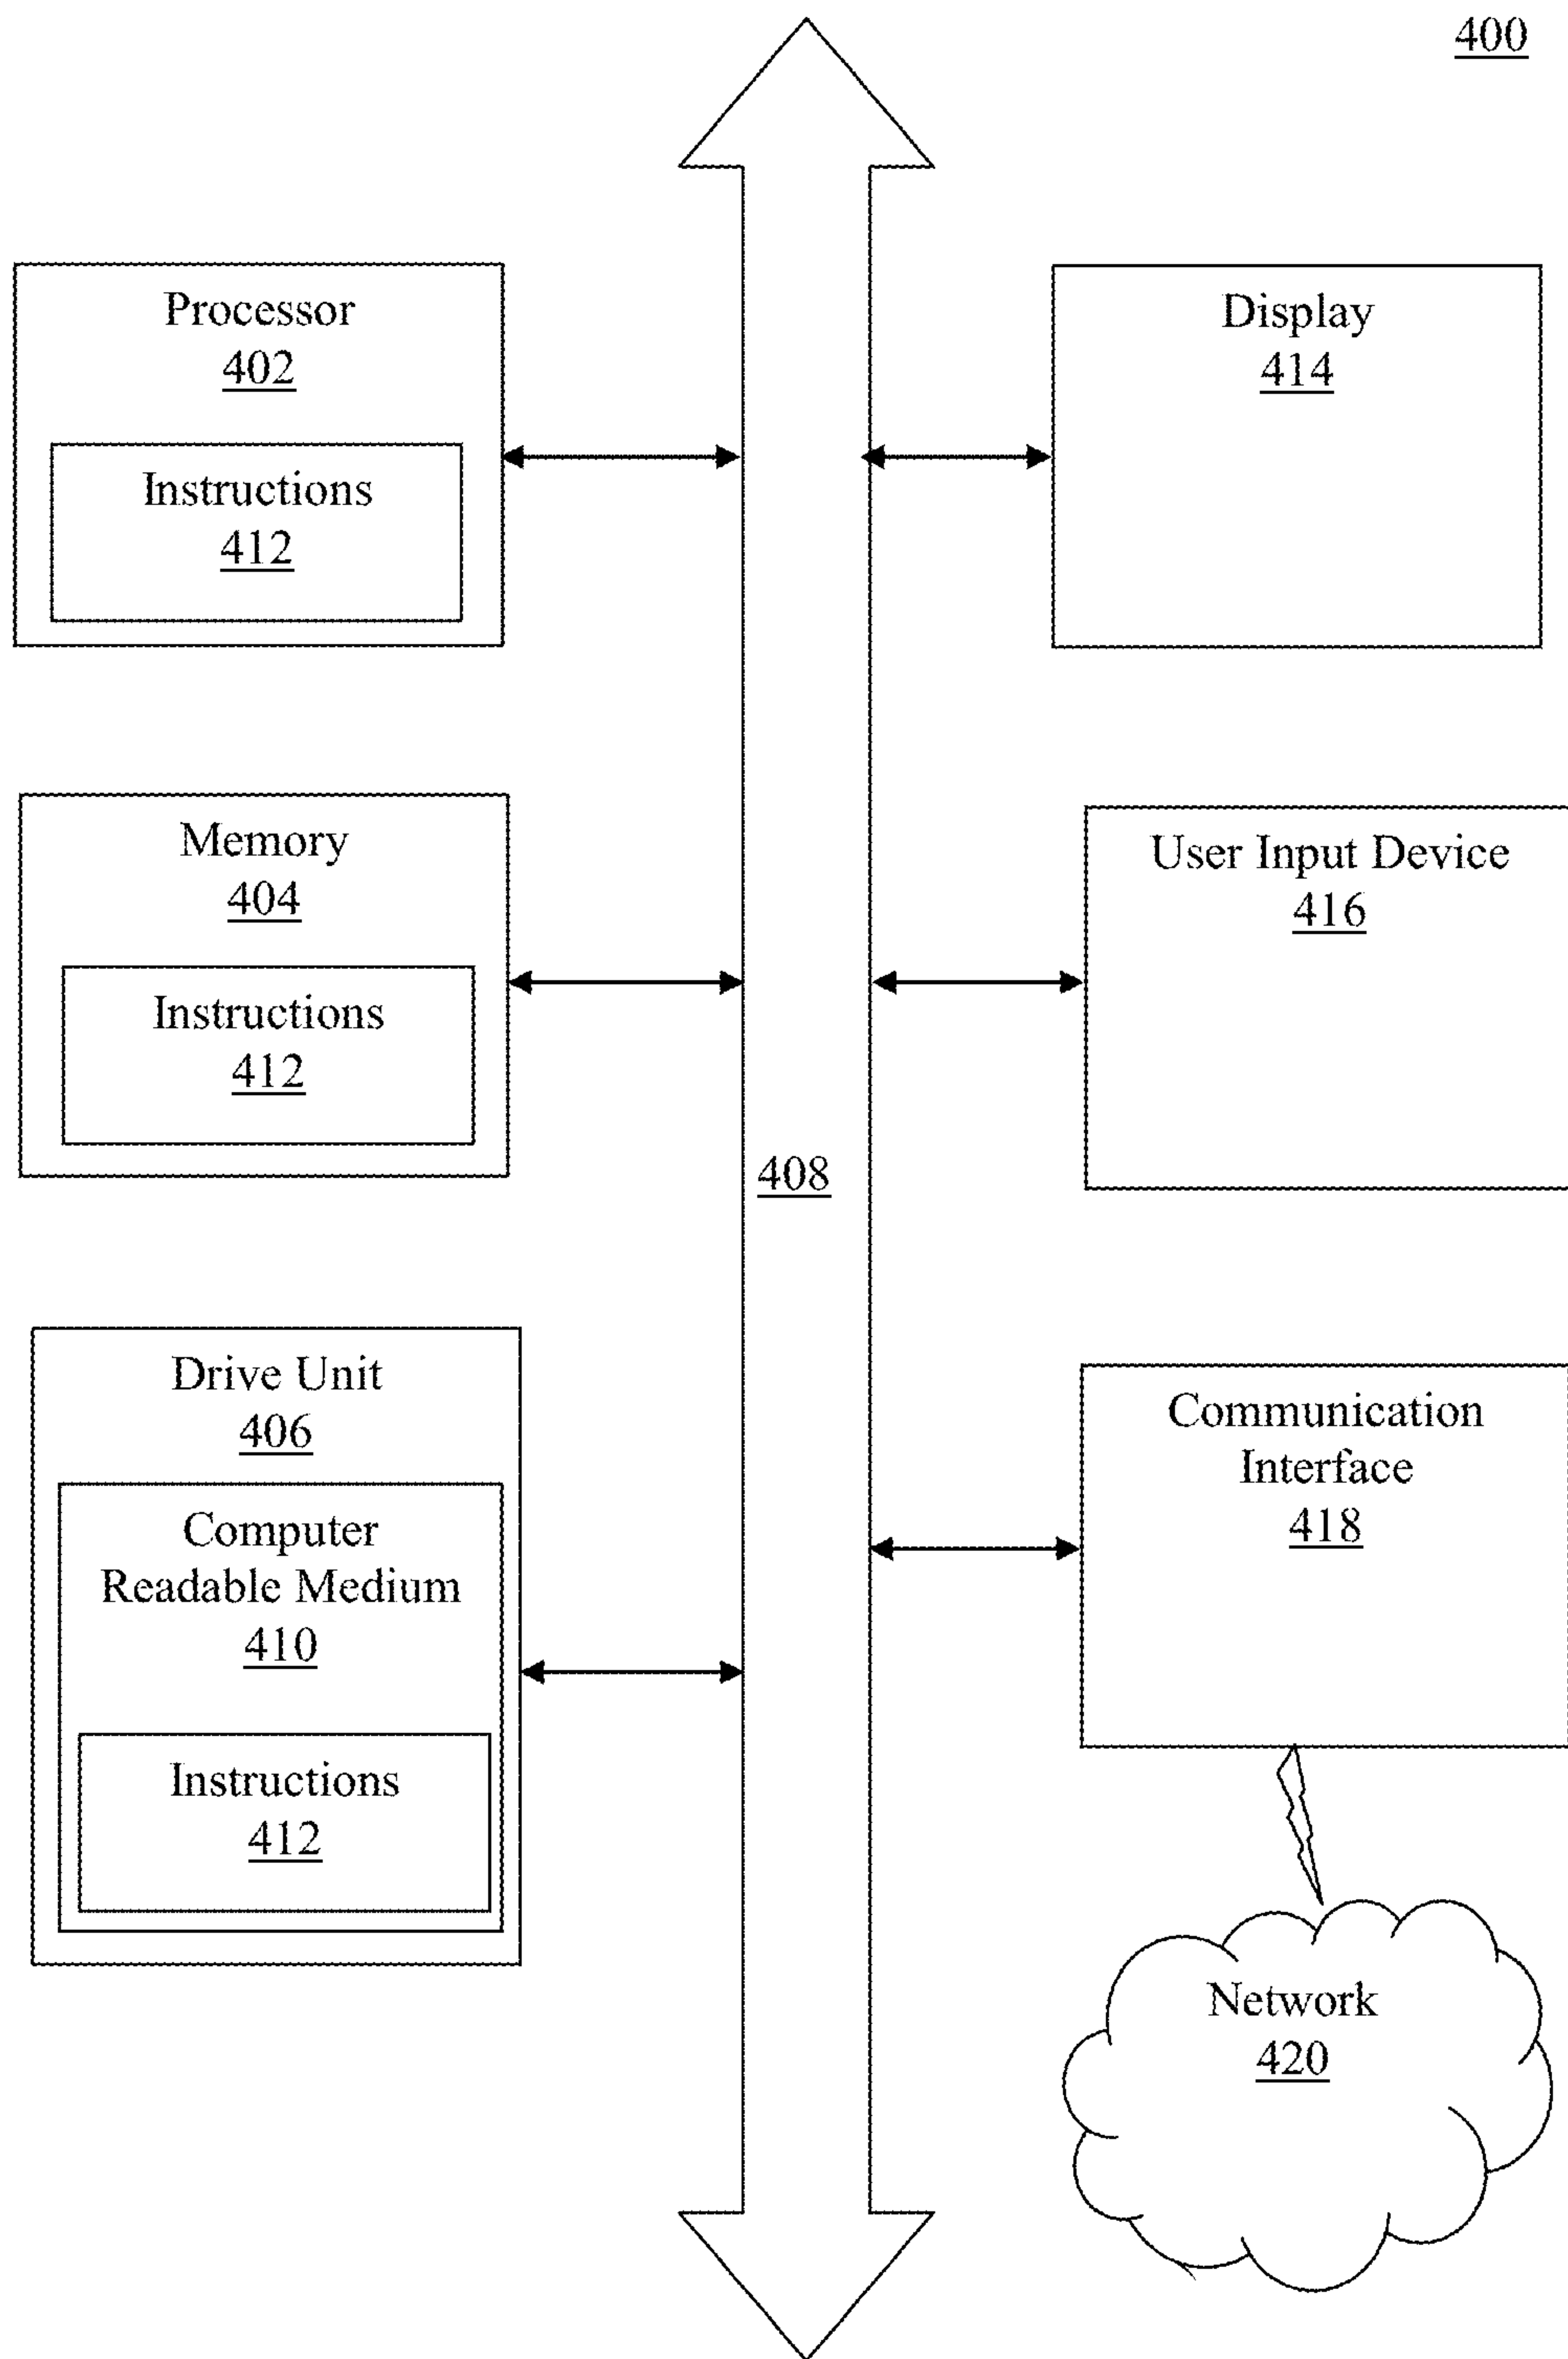 400
Processor
402
Instructions
412
Display
414
Memory
404
Instructions
412
User Input Device
416
408
Drive Unit
406
Computer
Readable Medium
410
Instructions
412
Communication
Interface
418
Network
420